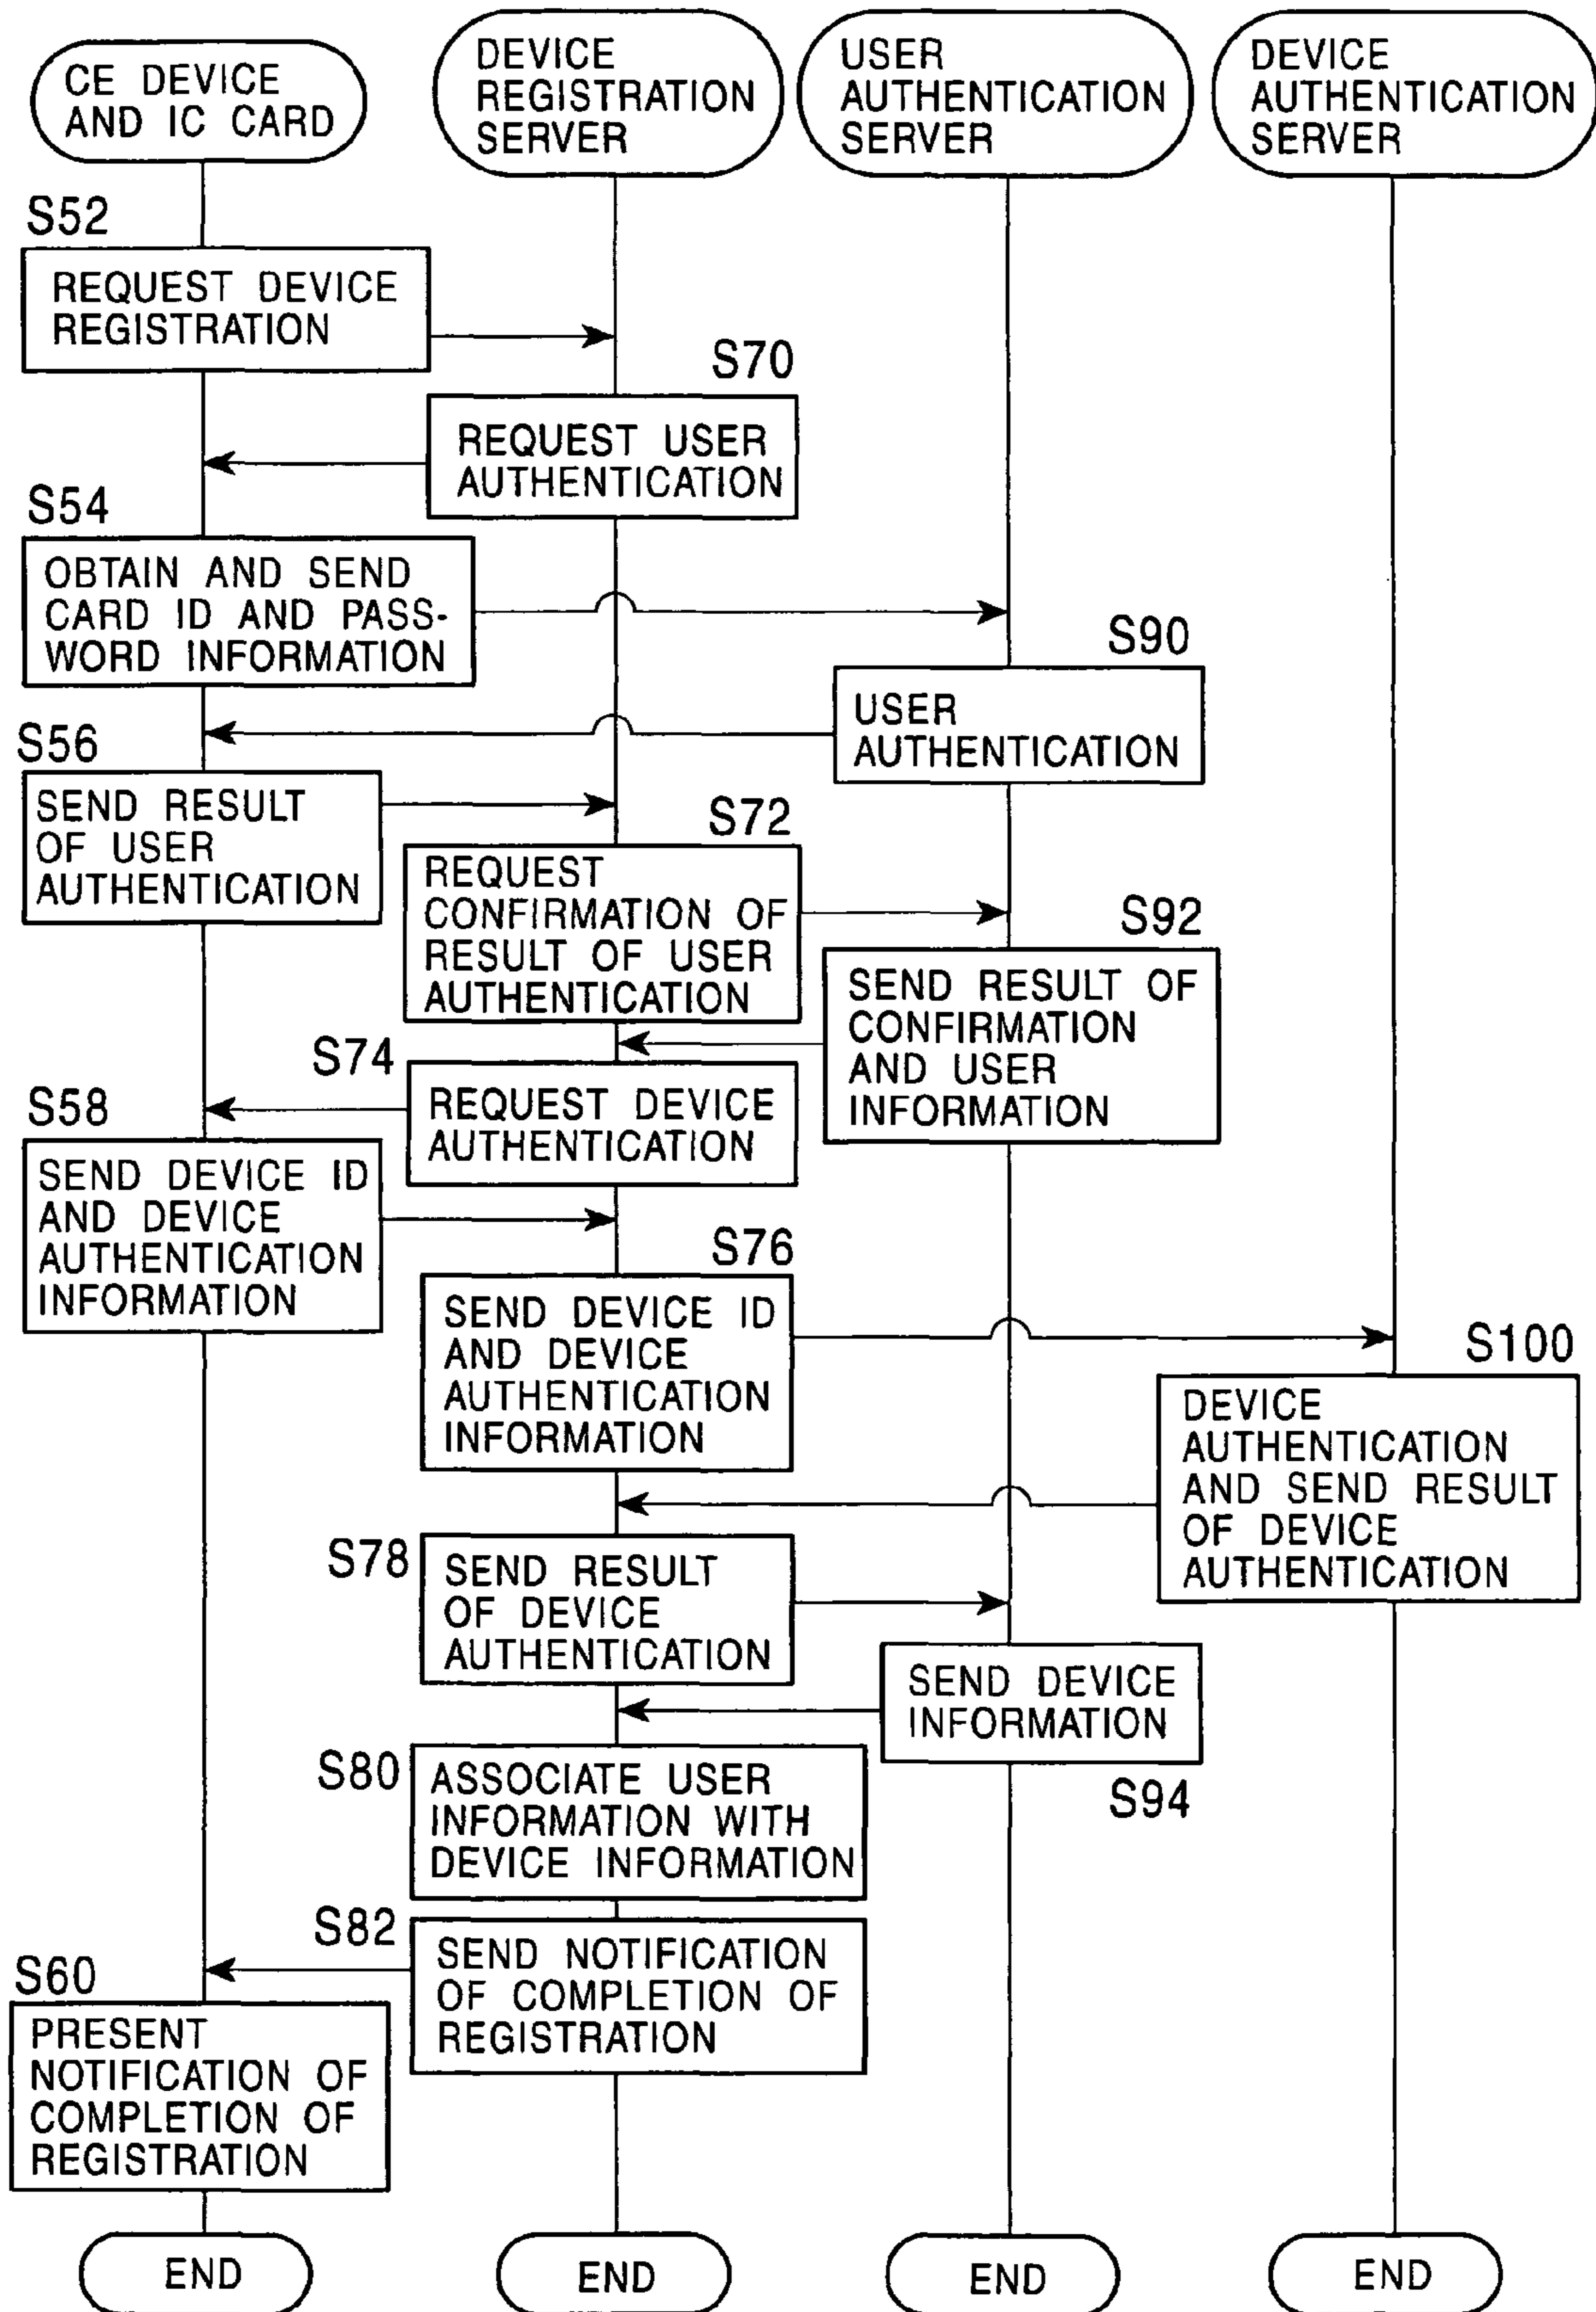 CE DEVICE
AND IC CARD
DEVICE
REGISTRATION
SERVER
USER
AUTHENTICATION
SERVER
DEVICE
AUTHENTICATION
SERVER
S52
REQUEST DEVICE
REGISTRATION
S70
REQUEST USER
AUTHENTICATION
S54
OBTAIN AND SEND
CARD ID AND PASS-
WORD INFORMATION
S90
USER
AUTHENTICATION
S56
SEND RESULT
OF USER
AUTHENTICATION
S72
REQUEST
CONFIRMATION OF
RESULT OF USER
AUTHENTICATION
S92
SEND RESULT OF
CONFIRMATION
AND USER
INFORMATION
S74
REQUEST DEVICE
AUTHENTICATION
S58
SEND DEVICE ID
AND DEVICE
AUTHENTICATION
INFORMATION
S76
SEND DEVICE ID
AND DEVICE
AUTHENTICATION
INFORMATION
S100
DEVICE
AUTHENTICATION
AND SEND RESULT
OF DEVICE
AUTHENTICATION
S78
SEND RESULT
OF DEVICE
AUTHENTICATION
SEND DEVICE
INFORMATION
S94
S80
ASSOCIATE USER
INFORMATION WITH
DEVICE INFORMATION
S82
SEND NOTIFICATION
OF COMPLETION OF
REGISTRATION
S60
PRESENT
NOTIFICATION OF
COMPLETION OF
REGISTRATION
END
END
END
END